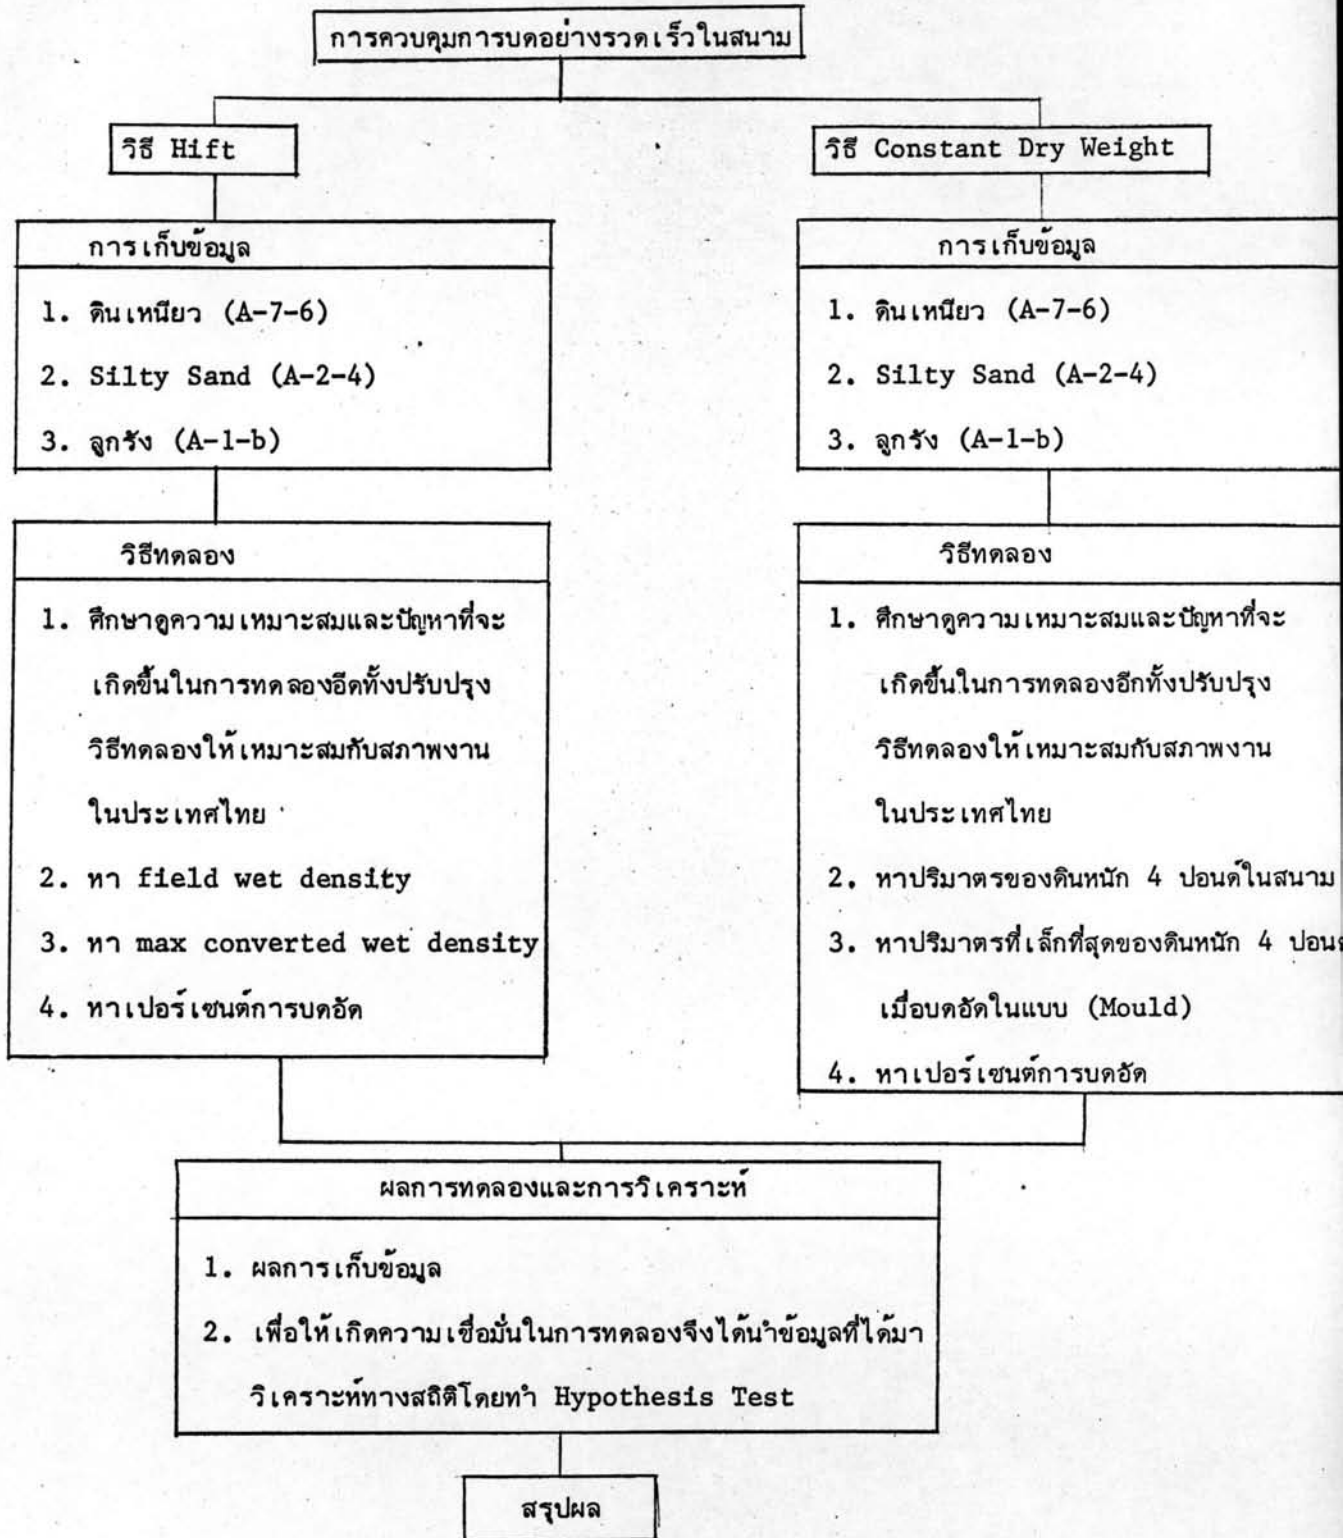 การควบคุมการบดอย่างรวดเร็วในสนาม
วิธี Hift
วิธี Constant Dry Weight
การเก็บข้อมูล
1. ดินเหนียว (A-7-6)
2. Silty Sand (A-2-4)
3. ลูกรัง (A-1-b)
การเก็บข้อมูล
1. ดินเหนียว (A-7-6)
2. Silty Sand (A-2-4)
3. ลูกรัง (A-1-b)
วิธีทดลอง
1. ศึกษาดูความเหมาะสมและปัญหาที่จะ
เกิดขึ้นในการทดลองอีดทั้งปรับปรุง
วิธีทดลองให้เหมาะสมกับสภาพงาน
ในประเทศไทย
2. หา field wet density
3. หา max converted wet density
4. หาเปอร์เซนต์การบดอัด
วิธีทดลอง
1. ศึกษาดูความเหมาะสมและปัญหาที่จะ
เกิดขึ้นในการทดลองอีกทั้งปรับปรุง
วิธีทดลองให้เหมาะสมกับสภาพงาน
ในประเทศไทย
2. หาปริมาตรของดินหนัก 4 ปอนด์ในสนาม
3. หาปริมาตรที่เล็กที่สุดของดินหนัก 4 ปอน
เมื่อบดอัดในแบบ (Mould)
4. หาเปอร์เซนต์การบดอัด
ผลการทดลองและการวิเคราะห์
1. ผลการเก็บข้อมูล
2. เพื่อให้เกิดความเชื่อมั่นในการทดลองจึงได้นำข้อมูลที่ได้มา
วิเคราะห์ทางสถิติโดยทำ Hypothesis Test
สรุปผล